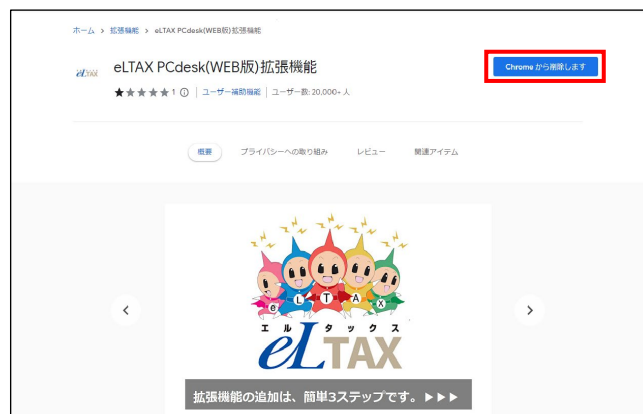 ホーム > 拡張機能 > eLTAX PCdesk(WEB版)拡張機能
eLTAX
eLTAX PCdesk(WEB版)拡張機能
Chrome から削除します
★★★★★ 1 ⓘ | ユーザー補助機能 | ユーザー数: 20,000+ 人
概要 プライバシーへの取り組み レビュー 関連アイテム
e L T A X
エルタックス
eLTAX
拡張機能の追加は、簡単3ステップです。▶▶▶